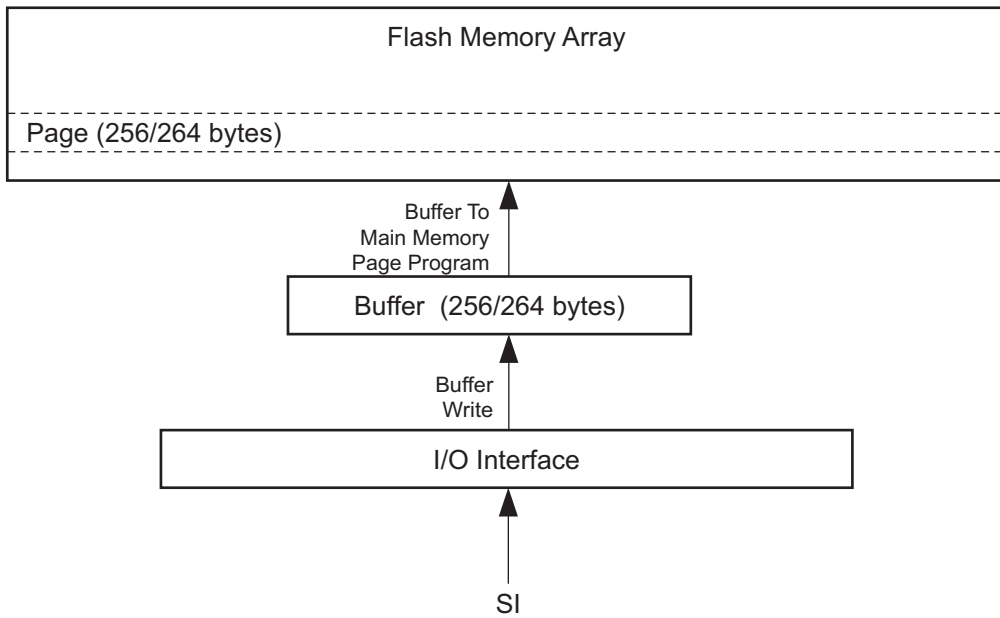 Flash Memory Array
Page (256/264 bytes)
Buffer To
Main Memory
Page Program
Buffer (256/264 bytes)
Buffer
Write
I/O Interface
SI